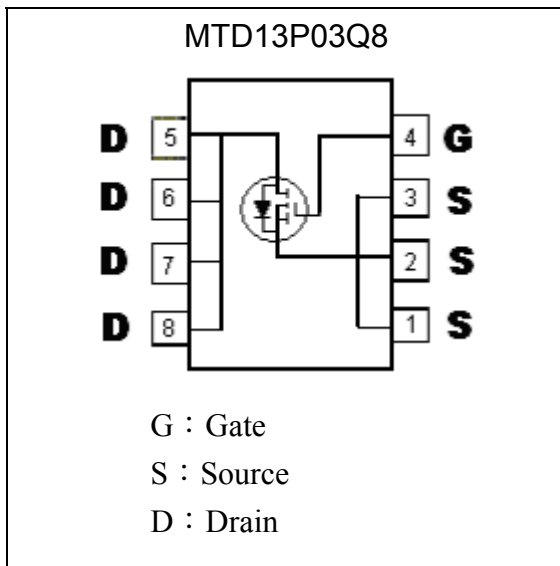 MTD13P03Q8
D 5 4 G
D 6 3 S
D 7 2 S
D 8 1 S
G：Gate
S：Source
D：Drain